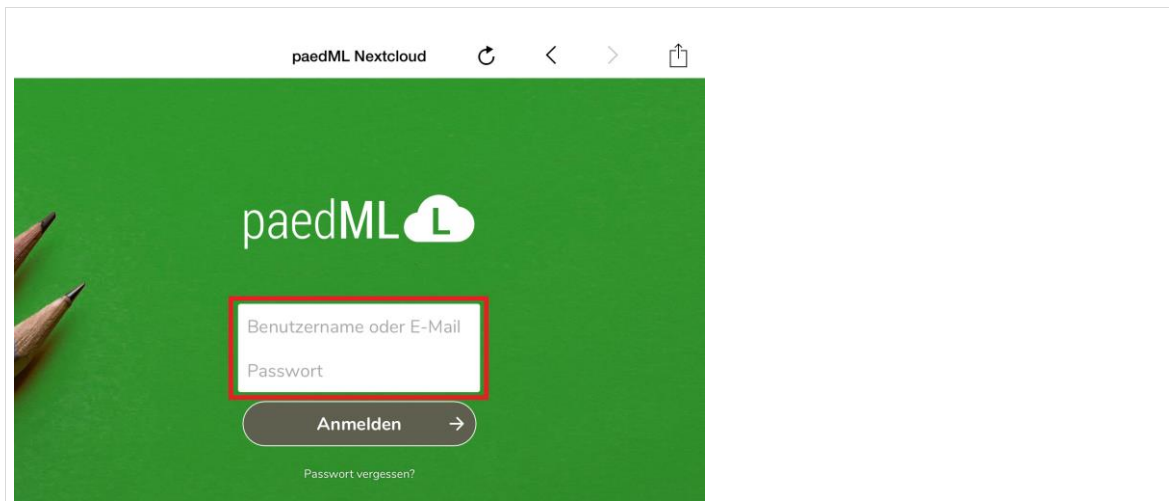 paedML Nextcloud
paedML L
Benutzername oder E-Mail
Passwort
Anmelden
Passwort vergessen?